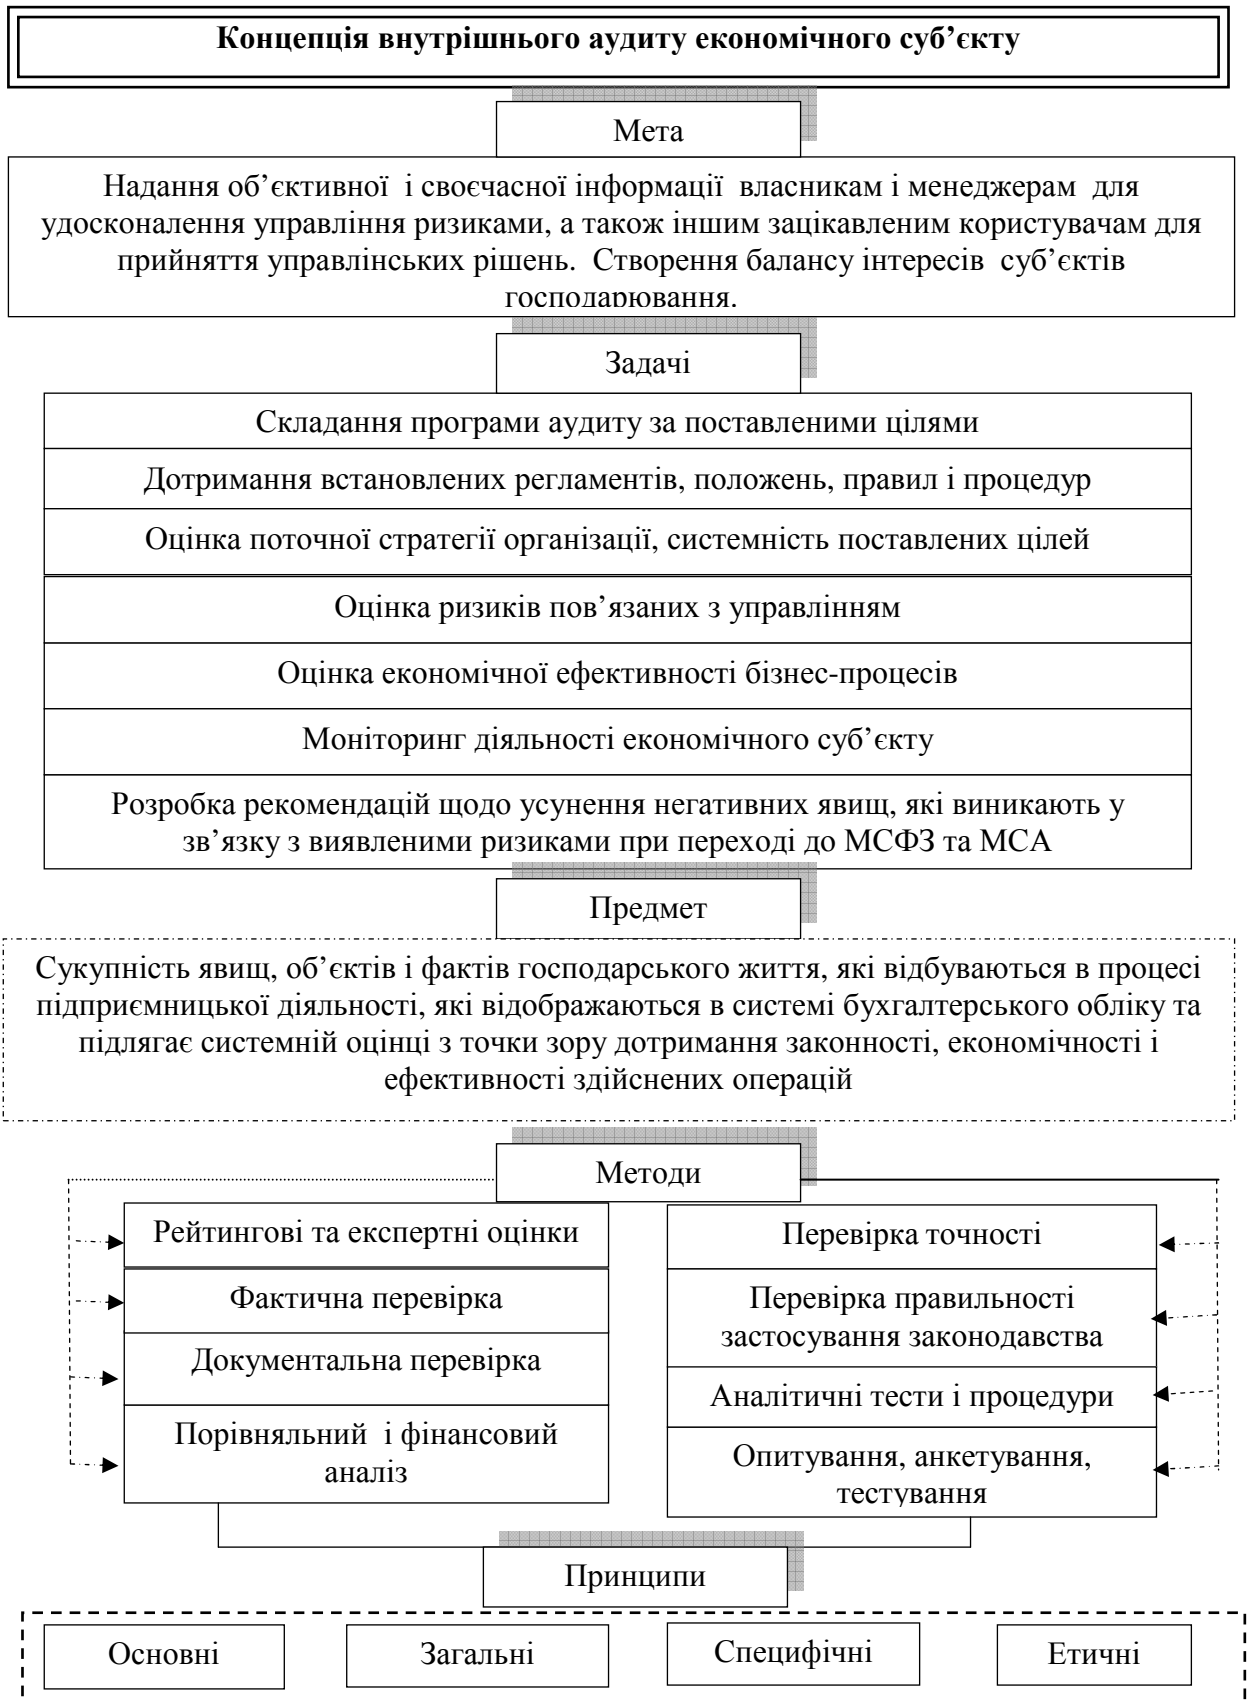 Концепція внутрішнього аудиту економічного суб’єкту
Мета
Надання об’єктивної і своєчасної інформації власникам і менеджерам для
удосконалення управління ризиками, а також іншим зацікавленим користувачам для
прийняття управлінських рішень. Створення балансу інтересів суб’єктів
господарювання.
Задачі
Складання програми аудиту за поставленими цілями
Дотримання встановлених регламентів, положень, правил і процедур
Оцінка поточної стратегії організації, системність поставлених цілей
Оцінка ризиків пов’язаних з управлінням
Оцінка економічної ефективності бізнес-процесів
Моніторинг діяльності економічного суб’єкту
Розробка рекомендацій щодо усунення негативних явищ, які виникають у
зв’язку з виявленими ризиками при переході до МСФЗ та МСА
Предмет
Сукупність явищ, об’єктів і фактів господарського життя, які відбуваються в процесі
підприємницької діяльності, які відображаються в системі бухгалтерського обліку та
підлягає системній оцінці з точки зору дотримання законності, економічності і
ефективності здійснених операцій
Методи
Рейтингові та експертні оцінки
Фактична перевірка
Документальна перевірка
Порівняльний і фінансовий
аналіз
Перевірка точності
Перевірка правильності
застосування законодавства
Аналітичні тести і процедури
Опитування, анкетування,
тестування
Принципи
Основні
Загальні
Специфічні
Етичні